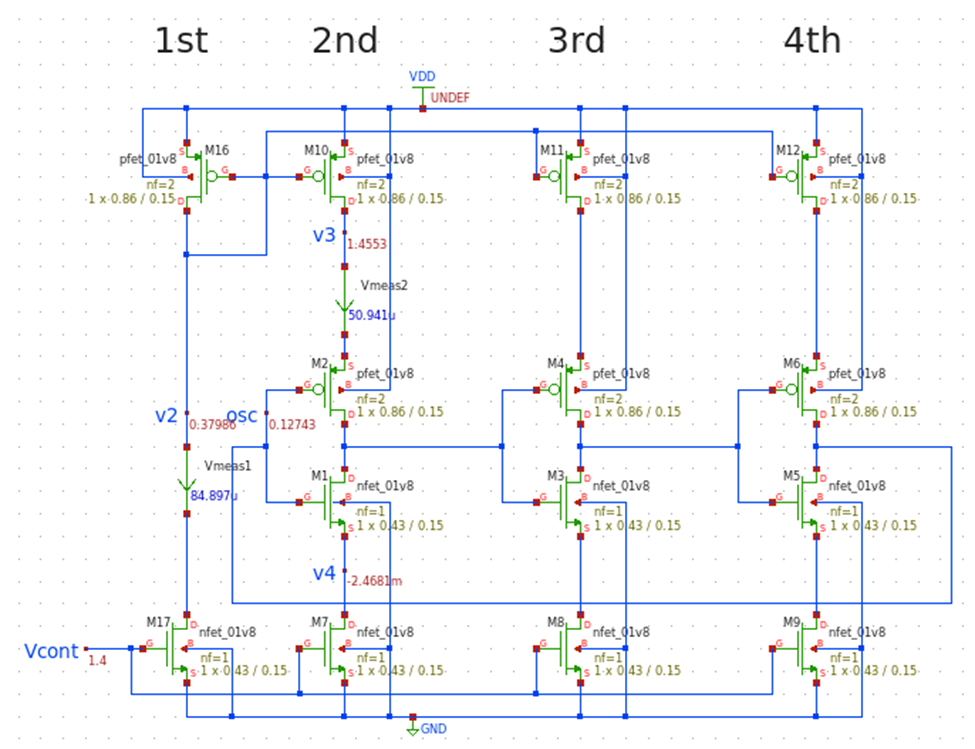 1st 2nd 3rd 4th
VDD
UNDEF
S M16 M10 S M11 S M12 S
pfet_01v8 B G G B pfet_01v8 G B pfet_01v8 G B pfet_01v8
nf=2 nf=2 nf=2 nf=2
1 x 0.86 / 0.15 D D 1 x 0.86 / 0.15 D 1 x 0.86 / 0.15 D 1 x 0.86 / 0.15
v3 1.4553
Vmeas2
50.941u
M2 S M4 S M6 S
pfet_01v8 pfet_01v8 pfet_01v8
G B G B G B
nf=2 nf=2 nf=2
D 1 x 0.86 / 0.15 D 1 x 0.86 / 0.15 D 1 x 0.86 / 0.15
v2 0.37986 osc 0.12743
Vmeas1
84.897u
M1 D M3 D M5 D
nfet_01v8 nfet_01v8 nfet_01v8
G B G B G B
nf=1 nf=1 nf=1
S 1 x 0.43 / 0.15 S 1 x 0.43 / 0.15 S 1 x 0.43 / 0.15
v4 -2.4681m
M17 D M7 D M8 D M9 D
nfet_01v8 nfet_01v8 nfet_01v8 nfet_01v8
Vcont 1.4 G B G B G B G B
nf=1 nf=1 nf=1 nf=1
S 1 x 0.43 / 0.15 S 1 x 0.43 / 0.15 S 1 x 0.43 / 0.15 S 1 x 0.43 / 0.15
GND